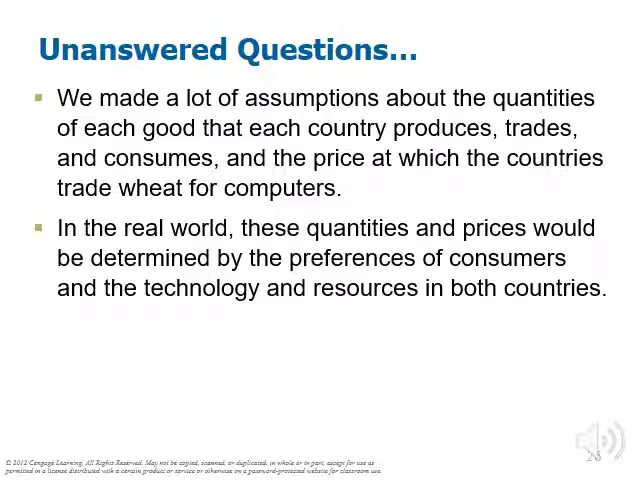 Unanswered Questions...
We made a lot of assumptions about the quantities
of each good that each country produces, trades,
and consumes, and the price at which the countries
trade wheat for computers.
In the real world, these quantities and prices would
be determined by the preferences of consumers
and the technology and resources in both countries.
© 2012 Cengage Learning. All Rights Reserved. May not be copied, scanned, or duplicated, in whole or in part, except for use as
permitted in a license distributed with a certain product or service or otherwise on a password-protected website for classroom use.